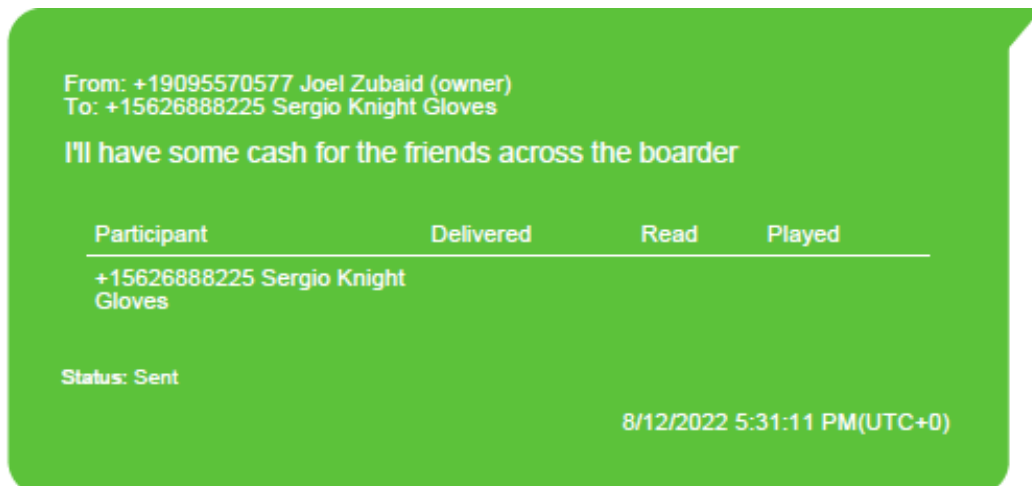 From: +19095570577 Joel Zubaid (owner)
To: +15626888225 Sergio Knight Gloves
I'll have some cash for the friends across the boarder
Participant Delivered Read Played
+15626888225 Sergio Knight
Gloves
Status: Sent
8/12/2022 5:31:11 PM(UTC+0)